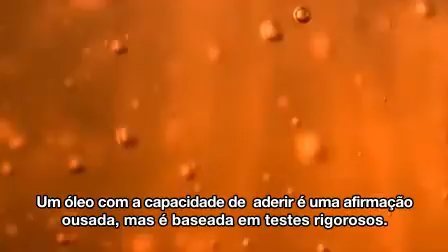 Um óleo com a capacidade de  aderir é uma afirmação
ousada, mas é baseada em testes rigorosos.